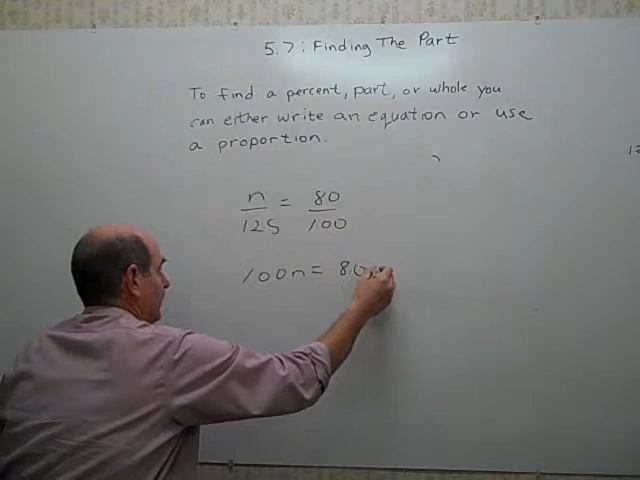 5.7: Finding The Part
To find a percent, part, or whole you
can either write an equation or use
a proportion.
n = 80
125 100
100n = 80